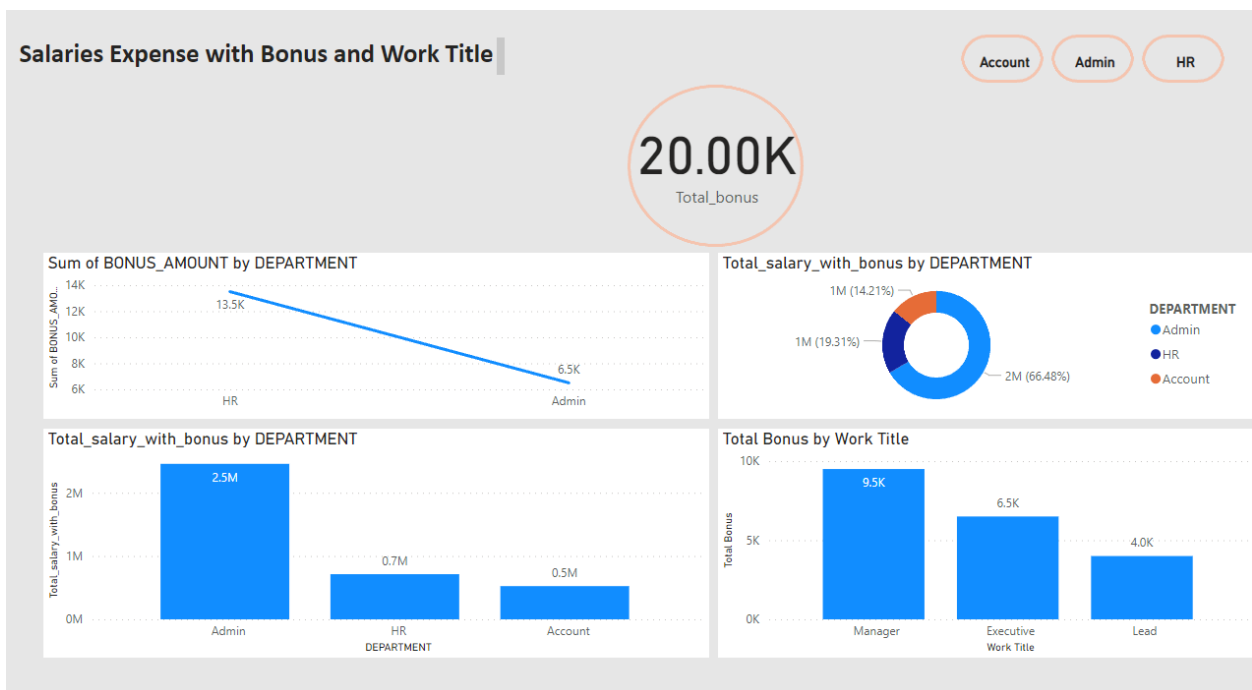 Salaries Expense with Bonus and Work Title
Account
Admin
HR
20.00K
Total_bonus
Sum of BONUS_AMOUNT by DEPARTMENT
Sum of BONUS_AMO...
14K
12K
10K
8K
6K
13.5K
6.5K
HR
Admin
Total_salary_with_bonus by DEPARTMENT
1M (14.21%)
1M (19.31%)
2M (66.48%)
DEPARTMENT
Admin
HR
Account
Total_salary_with_bonus by DEPARTMENT
Total_salary_with_bonus
2M
1M
0M
2.5M
0.7M
0.5M
Admin
HR
Account
DEPARTMENT
Total Bonus by Work Title
Total Bonus
10K
5K
0K
9.5K
6.5K
4.0K
Manager
Executive
Lead
Work Title